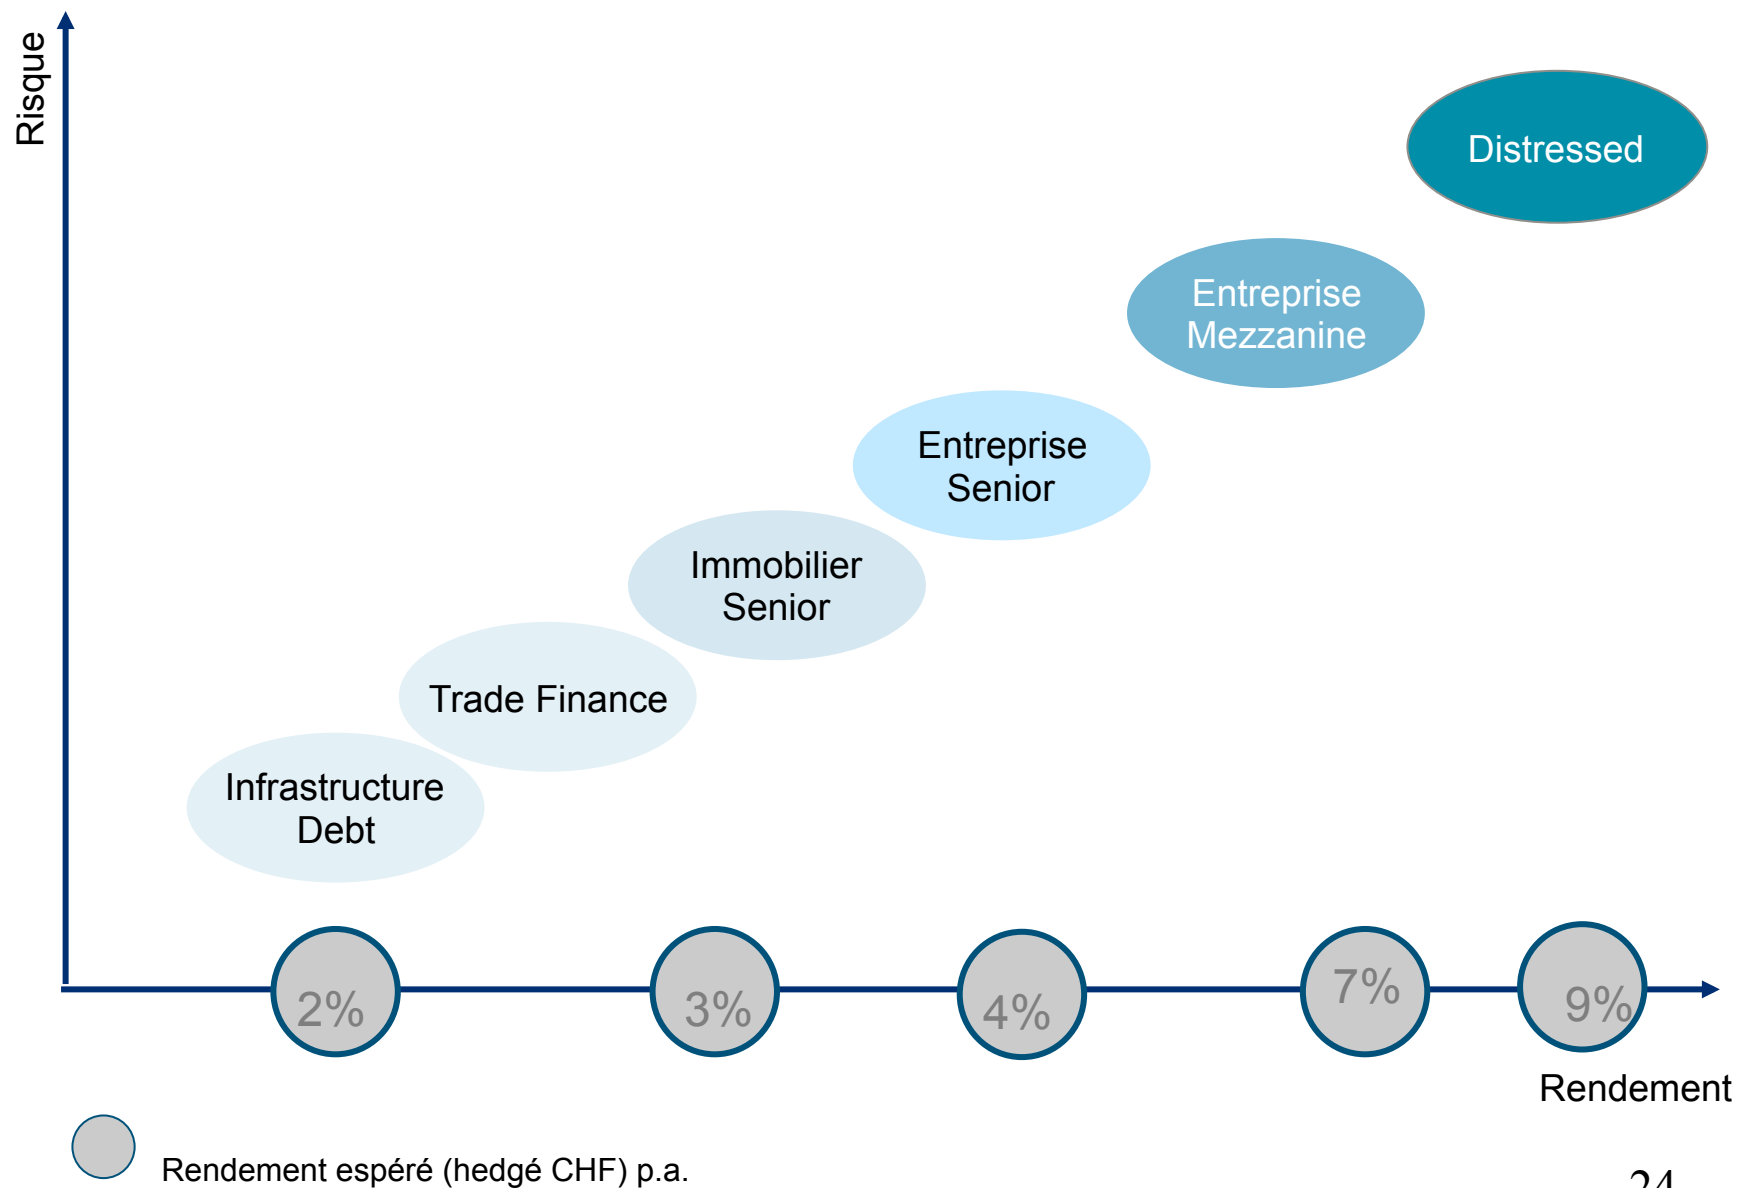 Risque
Distressed
Entreprise
Mezzanine
Entreprise
Senior
Immobilier
Senior
Trade Finance
Infrastructure
Debt
2%
3%
4%
7%
9%
Rendement
Rendement espéré (hedgé CHF) p.a.
24